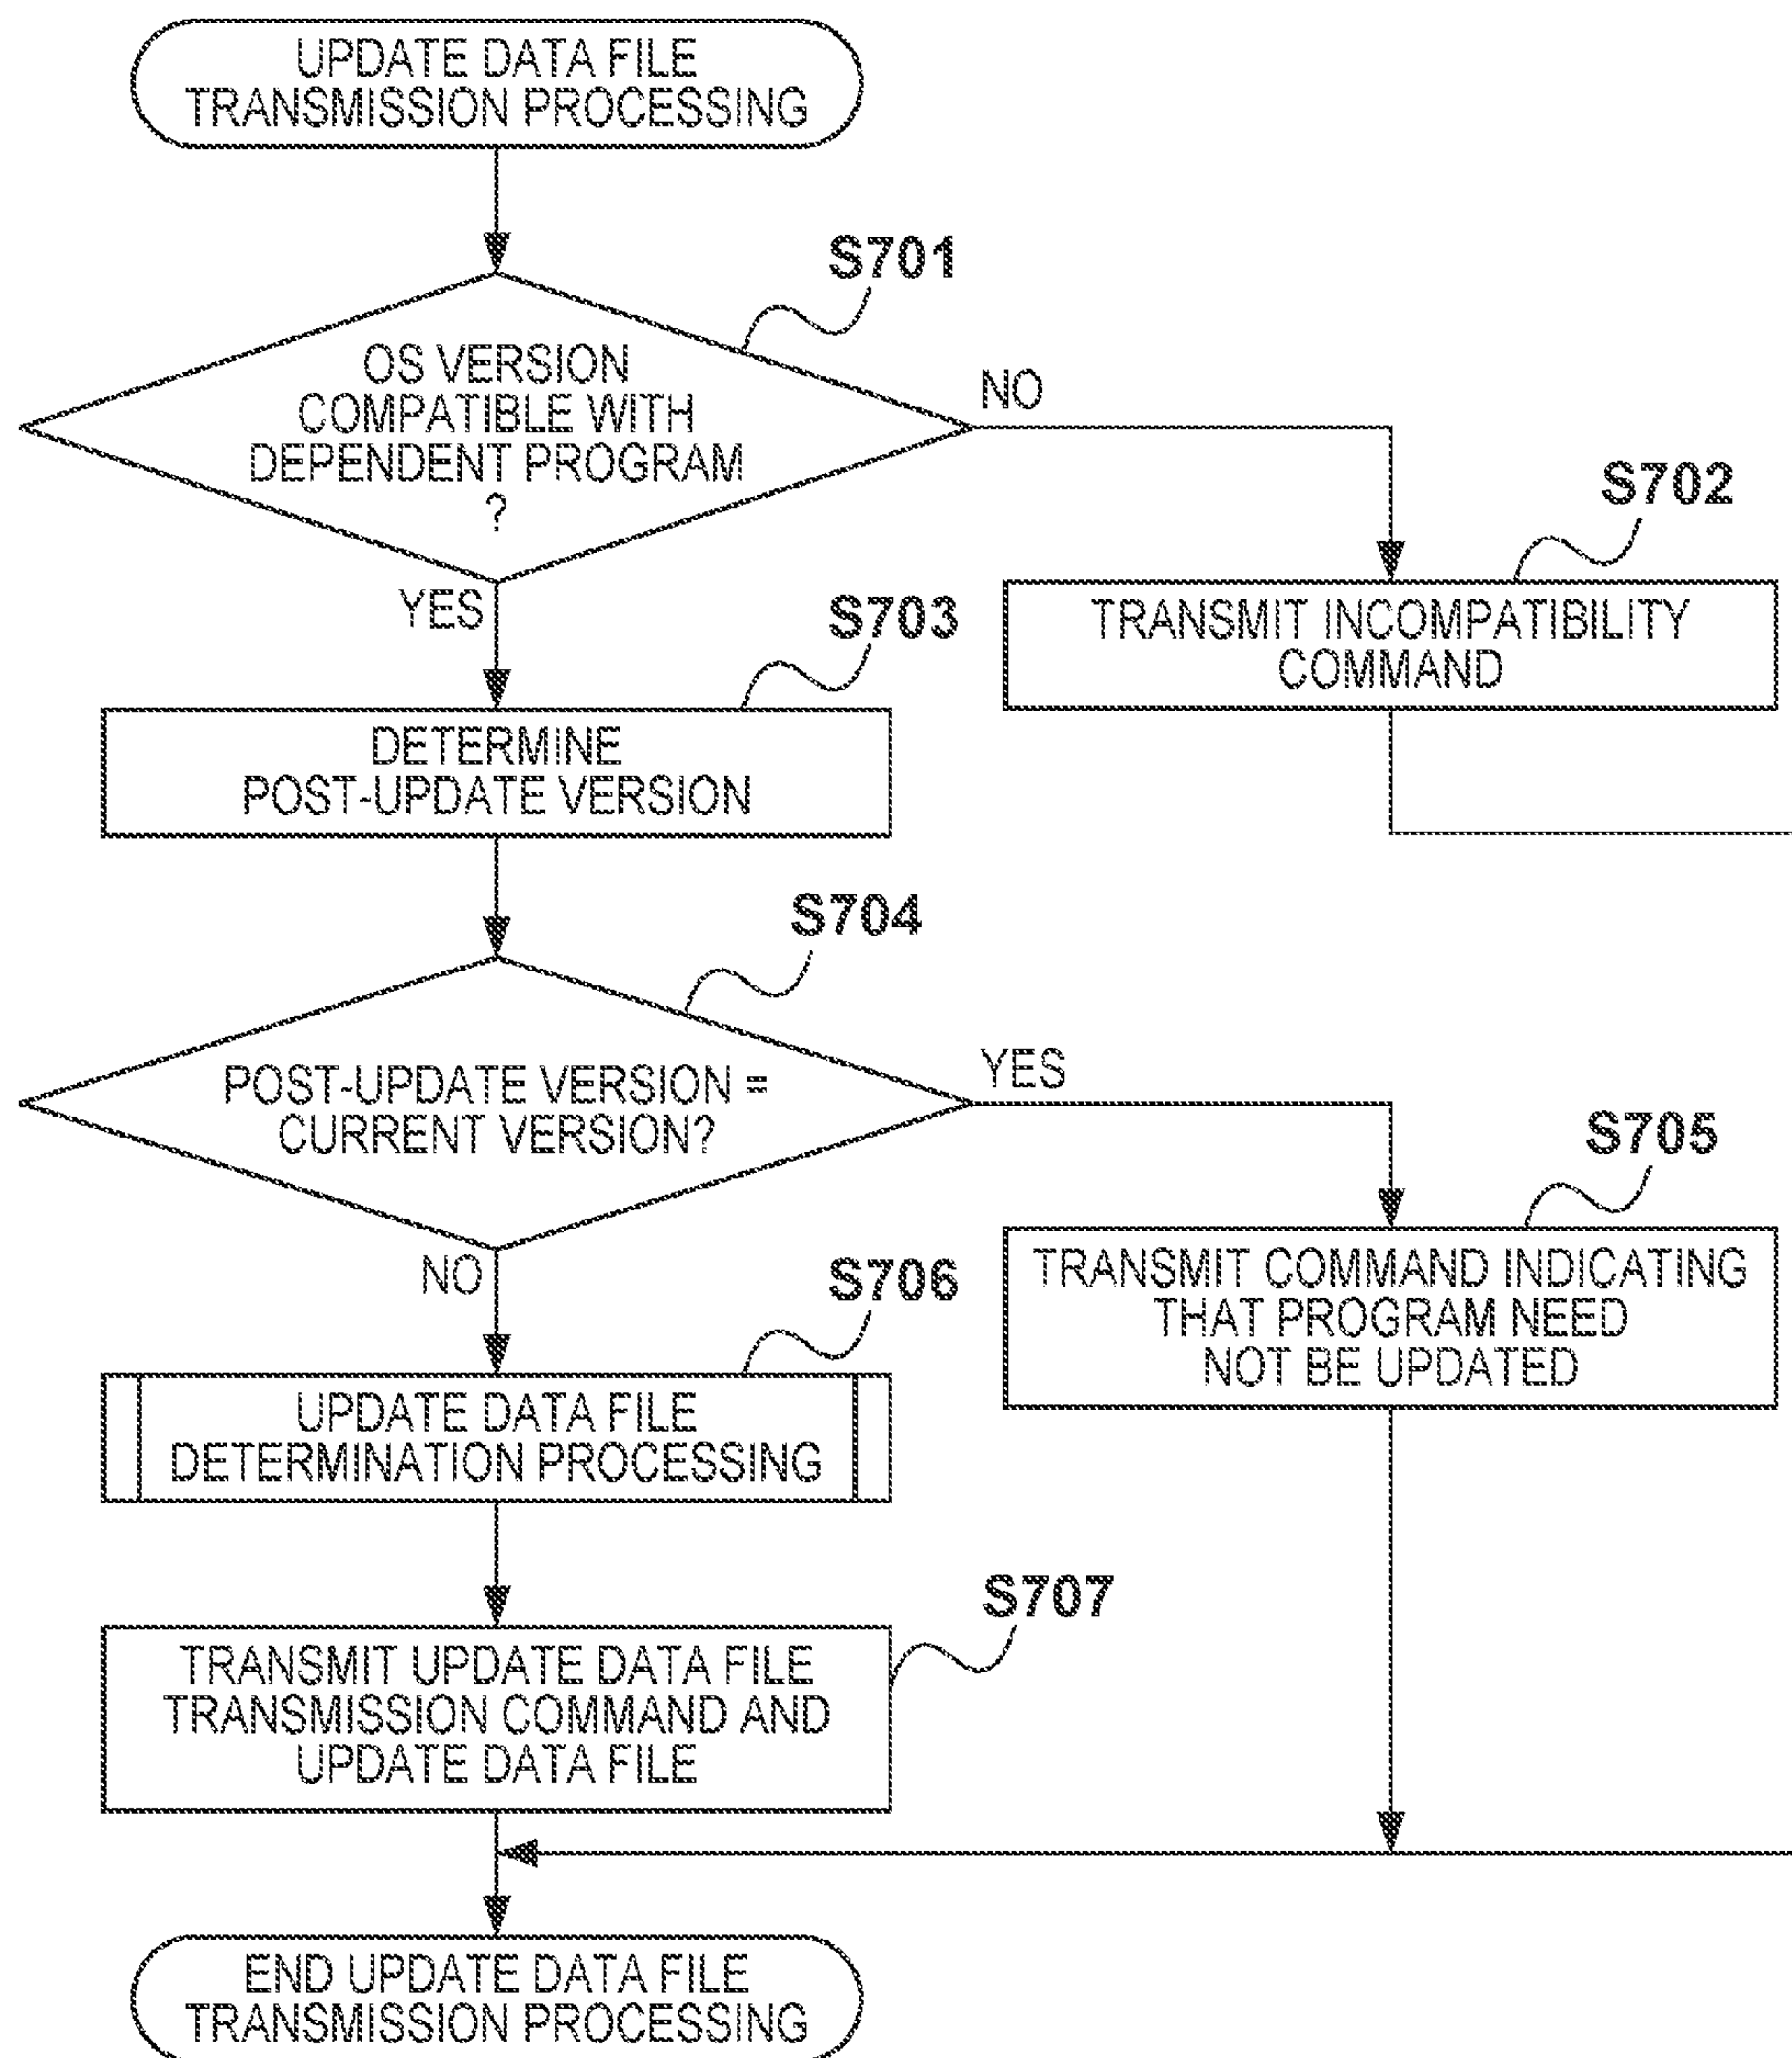 UPDATE DATA FILE
TRANSMISSION PROCESSING
S701
OS VERSION
COMPATIBLE WITH
DEPENDENT PROGRAM
?
NO
S702
TRANSMIT INCOMPATIBILITY
COMMAND
YES
S703
DETERMINE
POST-UPDATE VERSION
S704
POST-UPDATE VERSION =
CURRENT VERSION?
YES
S705
TRANSMIT COMMAND INDICATING
THAT PROGRAM NEED
NOT BE UPDATED
NO
S706
UPDATE DATA FILE
DETERMINATION PROCESSING
S707
TRANSMIT UPDATE DATA FILE
TRANSMISSION COMMAND AND
UPDATE DATA FILE
END UPDATE DATA FILE
TRANSMISSION PROCESSING